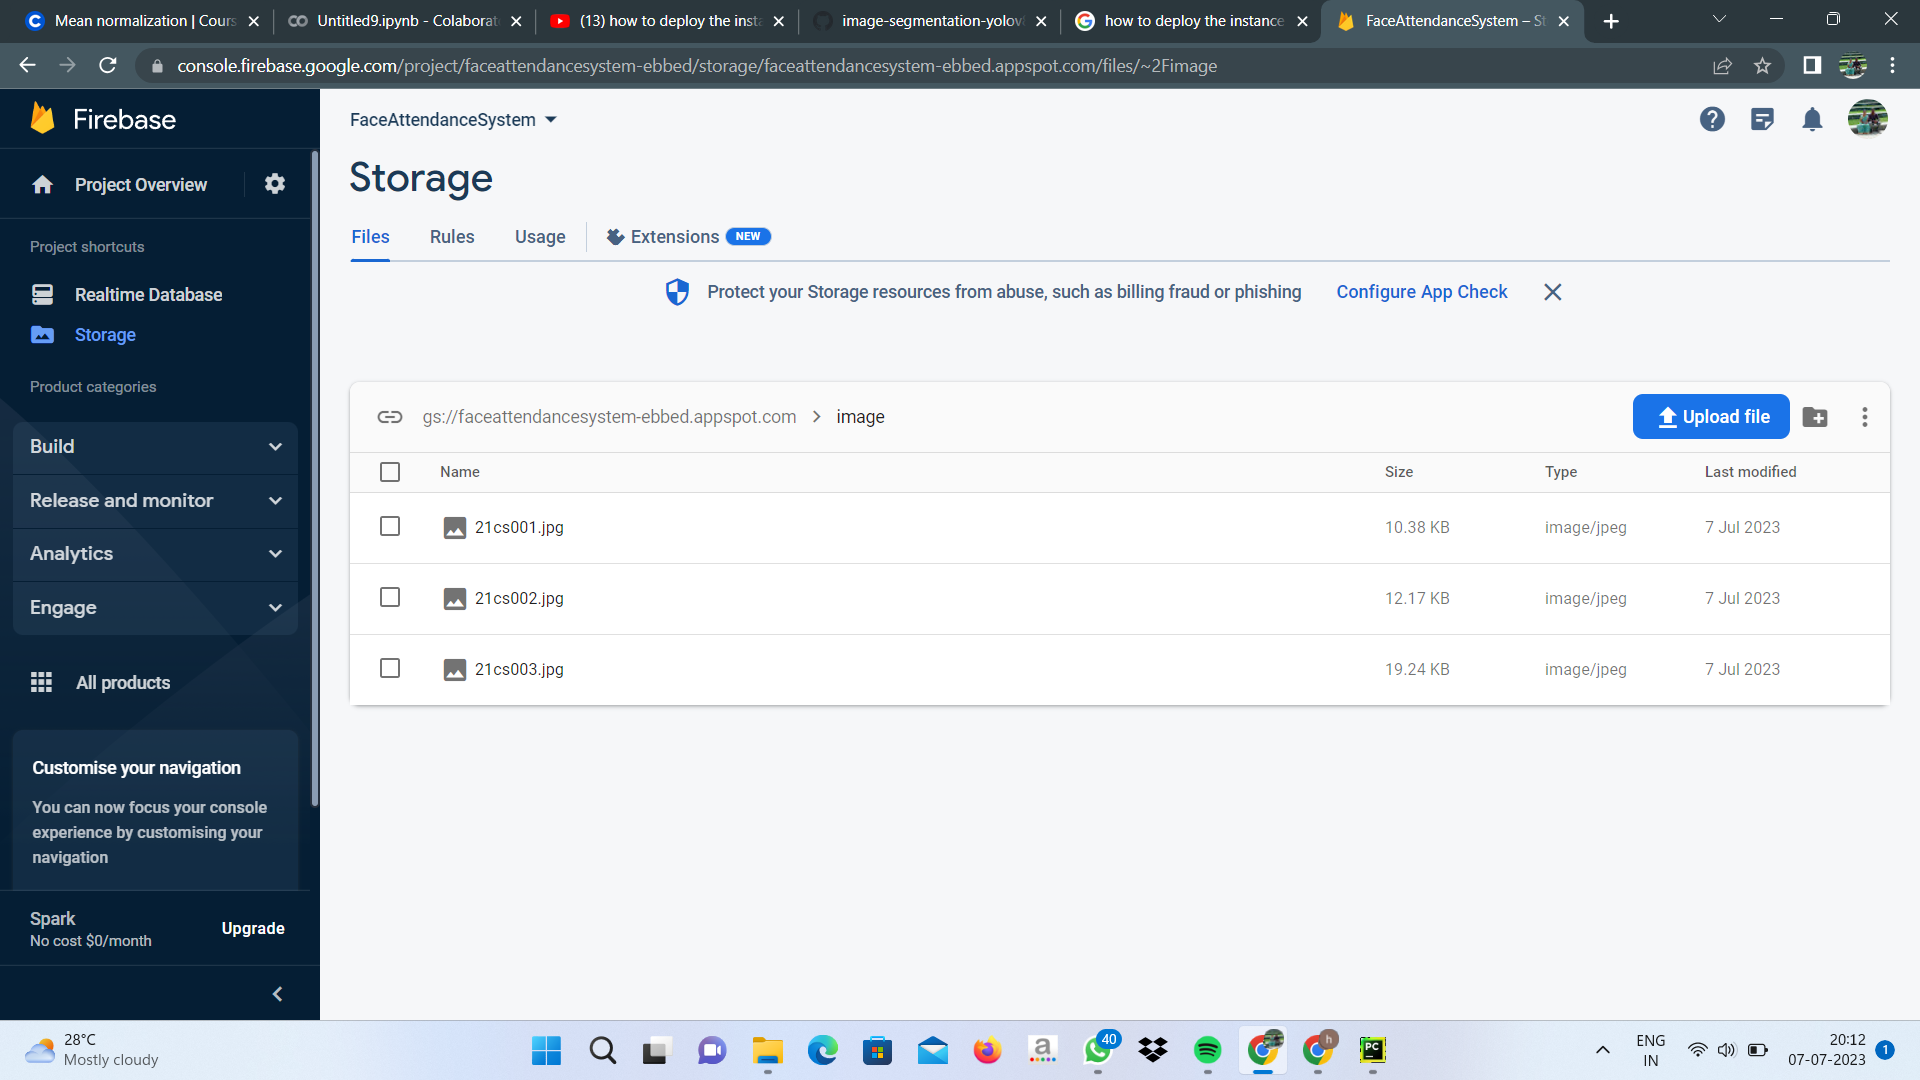 Mean normalization | Cours
Untitled9.ipynb - Colaborat
(13) how to deploy the insta
image-segmentation-yolov8
how to deploy the instance
FaceAttendanceSystem – St
console.firebase.google.com/project/faceattendancesystem-ebbed/storage/faceattendancesystem-ebbed.appspot.com/files/~2Fimage
Firebase
Project Overview
Project shortcuts
Realtime Database
Storage
Product categories
Build
Release and monitor
Analytics
Engage
All products
Customise your navigation
You can now focus your console
experience by customising your
navigation
Spark
No cost $0/month
Upgrade
FaceAttendanceSystem
Storage
Files
Rules
Usage
Extensions NEW
Protect your Storage resources from abuse, such as billing fraud or phishing
Configure App Check
gs://faceattendancesystem-ebbed.appspot.com > image
Upload file
Name Size Type Last modified
21cs001.jpg 10.38 KB image/jpeg 7 Jul 2023
21cs002.jpg 12.17 KB image/jpeg 7 Jul 2023
21cs003.jpg 19.24 KB image/jpeg 7 Jul 2023
28°C
Mostly cloudy
a
40
h
PC
ENG
IN
20:12
07-07-2023
1